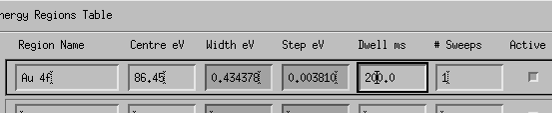 nergy Regions Table
Region Name Centre eV Width eV Step eV Dwell ms # Sweeps Active
Au 4f 86.45 0.434378 0.003810 200.0 1